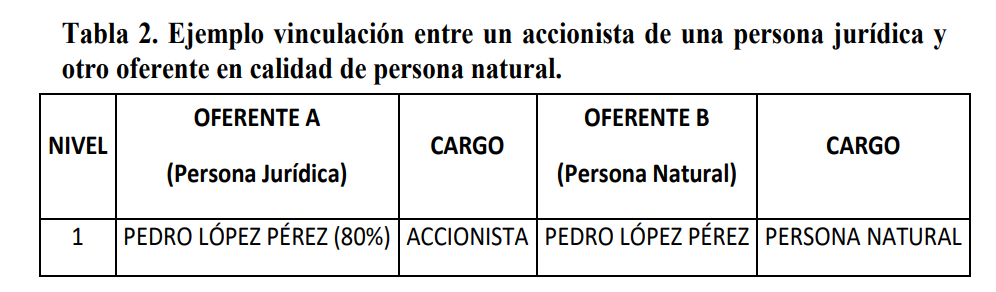 Tabla 2. Ejemplo vinculación entre un accionista de una persona jurídica y
otro oferente en calidad de persona natural.
NIVEL
OFERENTE A
(Persona Jurídica)
CARGO
OFERENTE B
(Persona Natural)
CARGO
1 PEDRO LÓPEZ PÉREZ (80%) ACCIONISTA PEDRO LÓPEZ PÉREZ PERSONA NATURAL